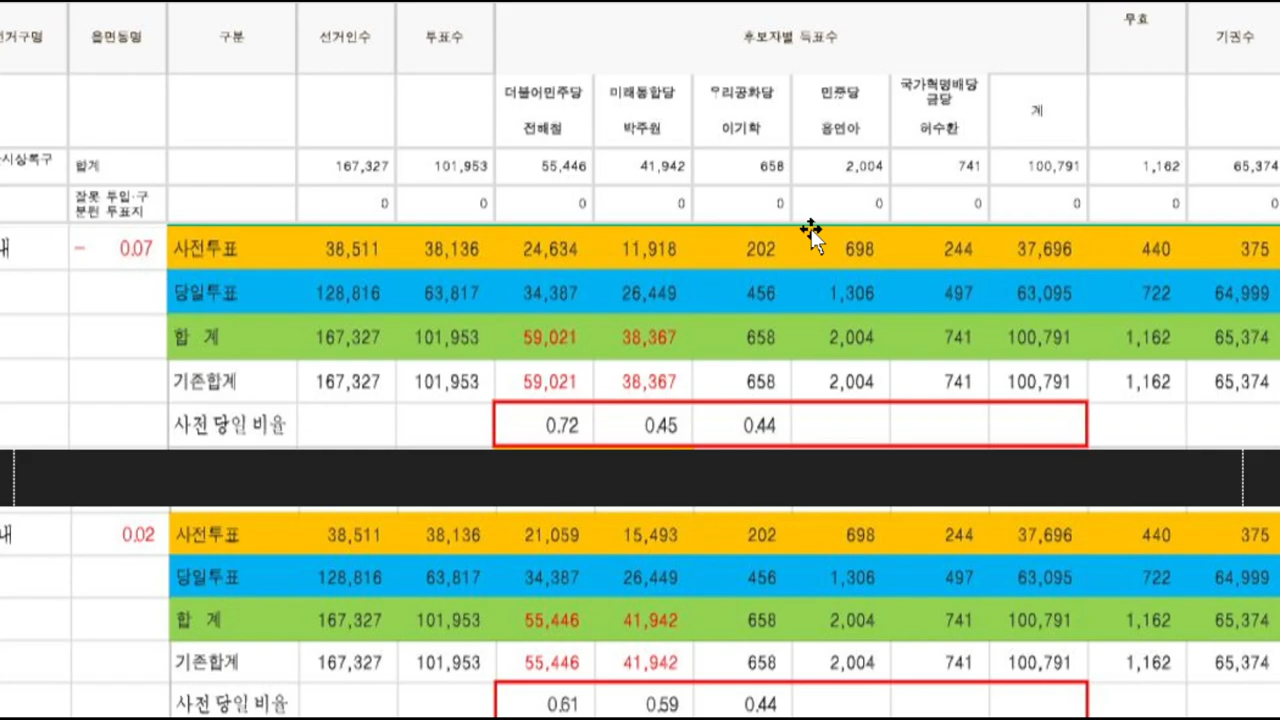 선거구명 읍면동명 구분 선거인수 투표수 후보자별 득표수 무효 기권수
더불어민주당 미래통합당 우리공화당 민중당 국가혁명배당
금당
계
전해철 박주원 이기학 홍연아 허수환
시상록구 합계 167,327 101,953 55,446 41,942 658 2,004 741 100,791 1,162 65,374
잘못 투입·구
분된 투표지 0 0 0 0 0 0 0 0 0 0
내 – 0.07 사전투표 38,511 38,136 24,634 11,918 202 698 244 37,696 440 375
당일투표 128,816 63,817 34,387 26,449 456 1,306 497 63,095 722 64,999
합 계 167,327 101,953 59,021 38,367 658 2,004 741 100,791 1,162 65,374
기존합계 167,327 101,953 59,021 38,367 658 2,004 741 100,791 1,162 65,374
사전 당일 비율 0.72 0.45 0.44
내 0.02 사전투표 38,511 38,136 21,059 15,493 202 698 244 37,696 440 375
당일투표 128,816 63,817 34,387 26,449 456 1,306 497 63,095 722 64,999
합 계 167,327 101,953 55,446 41,942 658 2,004 741 100,791 1,162 65,374
기존합계 167,327 101,953 55,446 41,942 658 2,004 741 100,791 1,162 65,374
사전 당일 비율 0.61 0.59 0.44